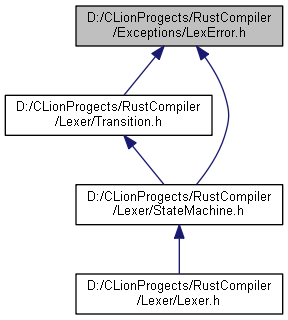 D:/CLionProgects/RustCompiler
/Exceptions/LexError.h
D:/CLionProgects/RustCompiler
/Lexer/Transition.h
D:/CLionProgects/RustCompiler
/Lexer/StateMachine.h
D:/CLionProgects/RustCompiler
/Lexer/Lexer.h